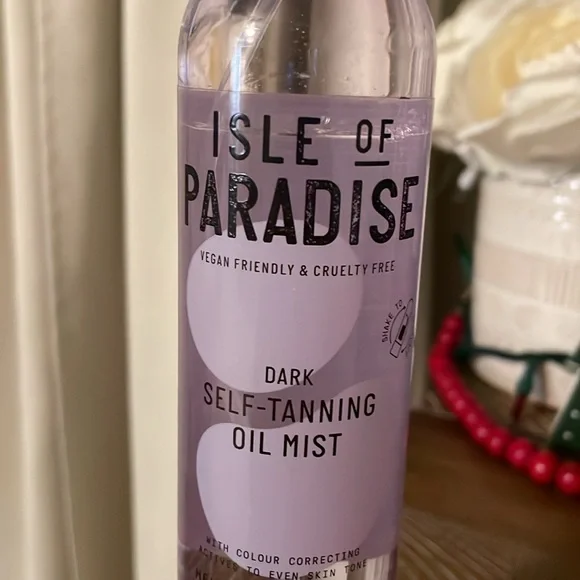 ISLE OF
PARADISE
VEGAN FRIENDLY & CRUELTY FREE
SHAKE TO
DARK
SELF-TANNING
OIL MIST
WITH COLOUR CORRECTING
ACTIVES TO EVEN SKIN TONE